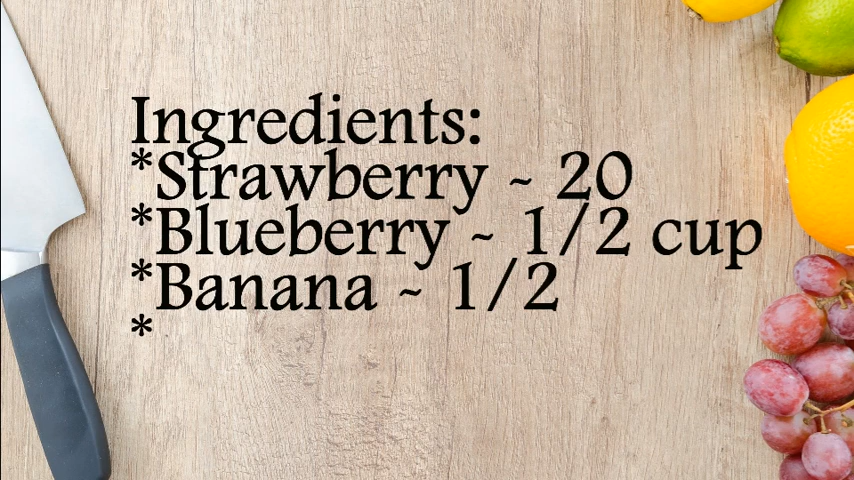 Ingredients:
*Strawberry ~ 20
*Blueberry ~ 1/2 cup
*Banana ~ 1/2
*